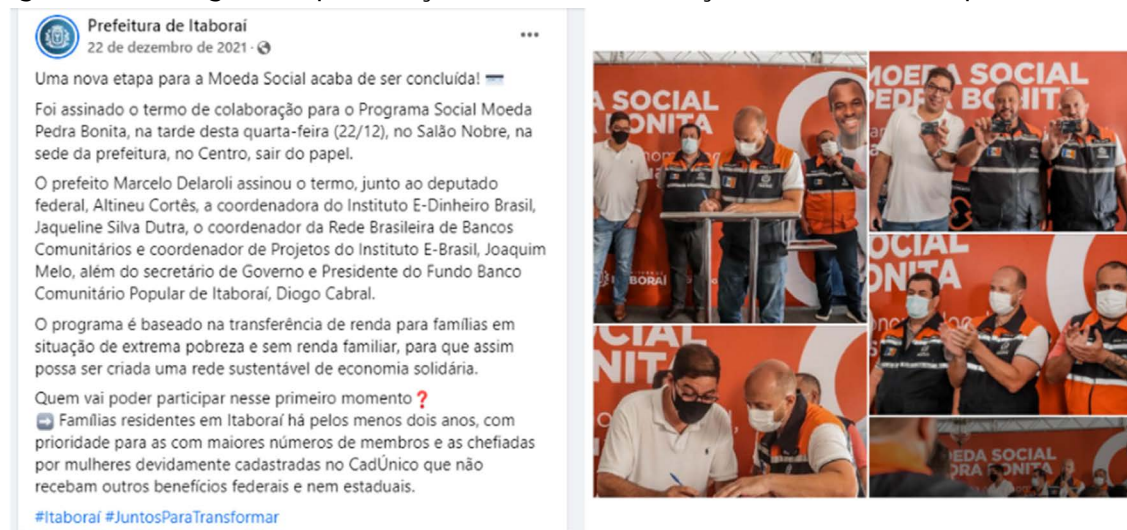 Prefeitura de Itaboraí
22 de dezembro de 2021
Uma nova etapa para a Moeda Social acaba de ser concluída!
Foi assinado o termo de colaboração para o Programa Social Moeda
Pedra Bonita, na tarde desta quarta-feira (22/12), no Salão Nobre, na
sede da prefeitura, no Centro, sair do papel.
O prefeito Marcelo Delaroli assinou o termo, junto ao deputado
federal, Altineu Cortês, a coordenadora do Instituto E-Dinheiro Brasil,
Jaqueline Silva Dutra, o coordenador da Rede Brasileira de Bancos
Comunitários e coordenador de Projetos do Instituto E-Brasil, Joaquim
Melo, além do secretário de Governo e Presidente do Fundo Banco
Comunitário Popular de Itaboraí, Diogo Cabral.
O programa é baseado na transferência de renda para famílias em
situação de extrema pobreza e sem renda familiar, para que assim
possa ser criada uma rede sustentável de economia solidária.
Quem vai poder participar nesse primeiro momento❓
➡️ Famílias residentes em Itaboraí há pelos menos dois anos, com
prioridade para as com maiores números de membros e as chefiadas
por mulheres devidamente cadastradas no CadÚnico que não
recebam outros benefícios federais e nem estaduais.
#Itaboraí #JuntosParaTransformar
A SOCIAL
BONITA
MOEDA SOCIAL
PEDRA BONITA
OCIAL
ONITA
CIAL
NITA
EDA SOCIAL
DRA BONITA